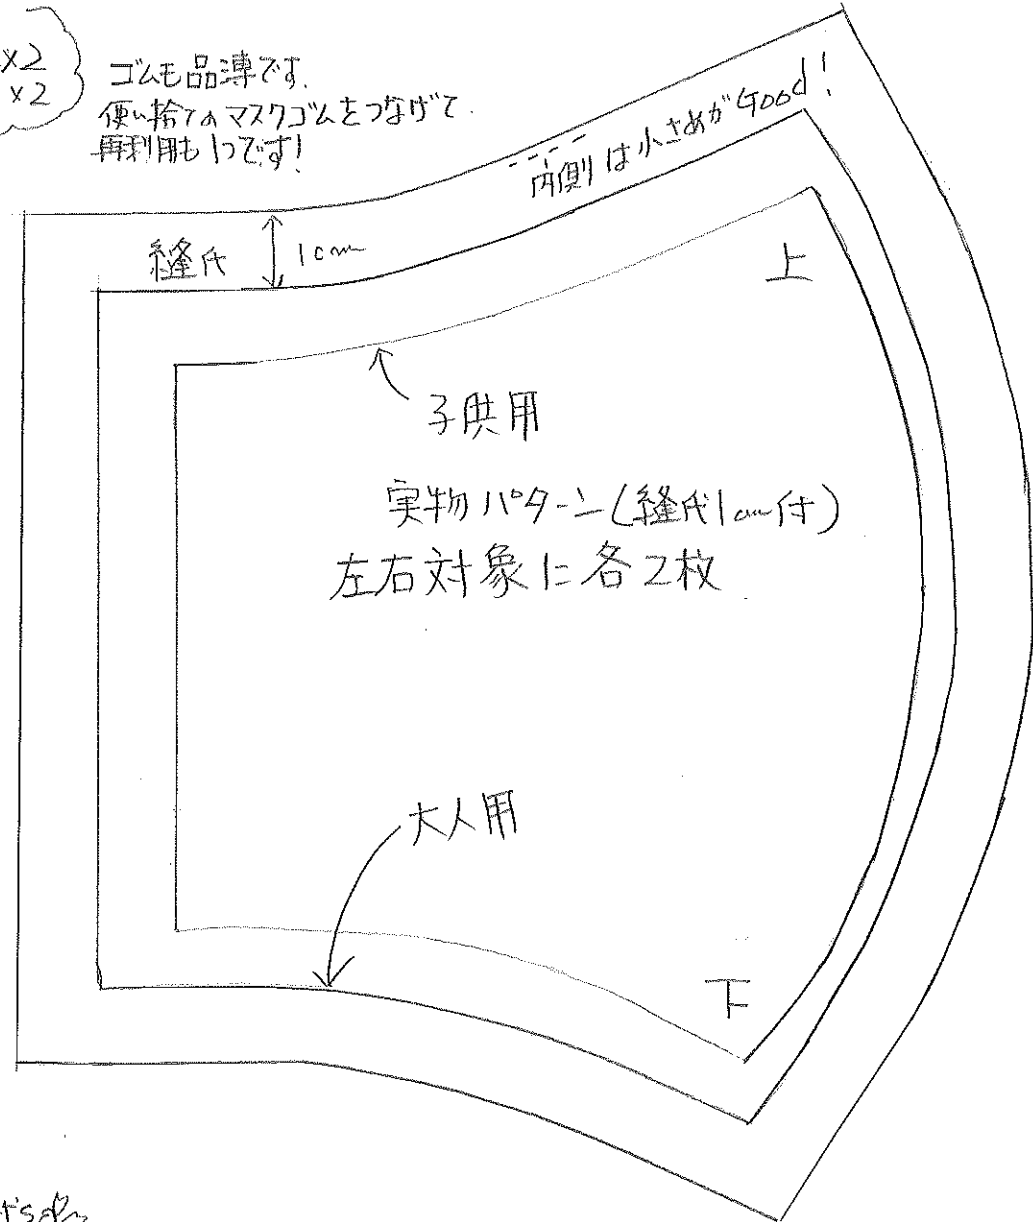 ×2
×2
ゴムも品薄です.
使い捨てのマスクゴムをつなげて
再利用も1つです!
内側は小さめがGood!
縫代
1cm
上
子供用
実物パターン(縫代1cm付)
左右対象に各2枚
大人用
下